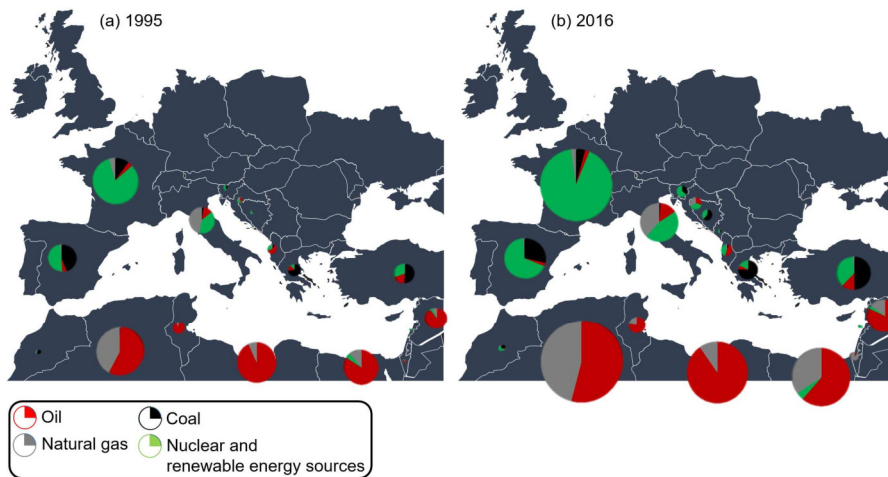 (a) 1995
(b) 2016
Oil
Coal
Natural gas
Nuclear and
renewable energy sources